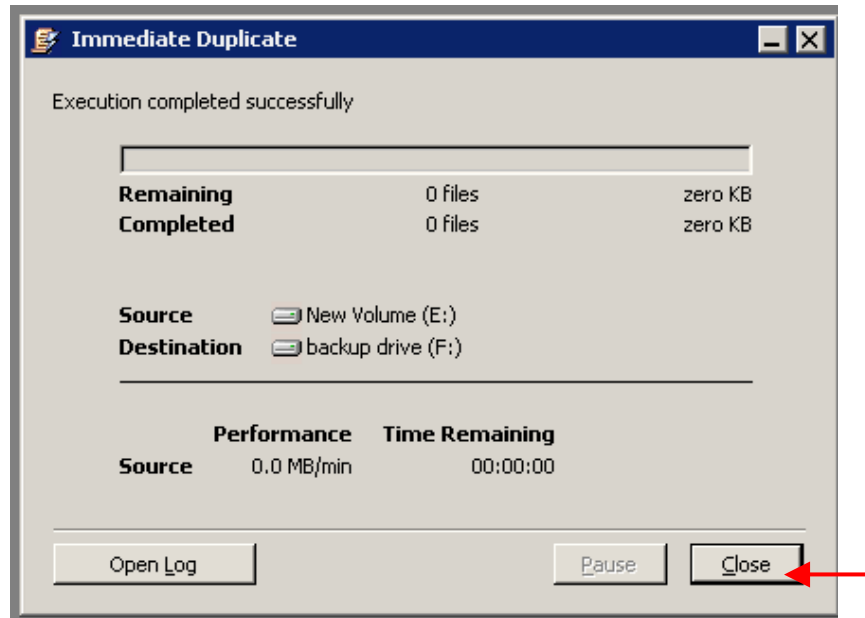 Immediate Duplicate
Execution completed successfully
Remaining 0 files zero KB
Completed 0 files zero KB
Source New Volume (E:)
Destination backup drive (F:)
Performance Time Remaining
Source 0.0 MB/min 00:00:00
Open Log Pause Close